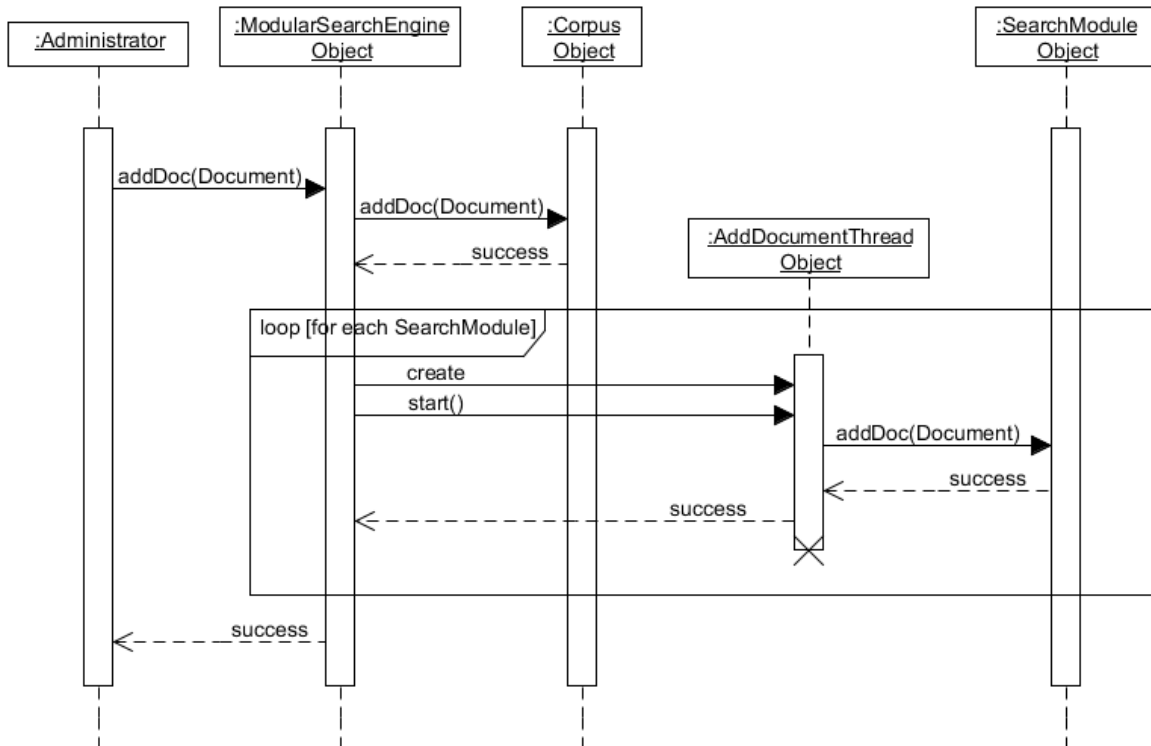 :Administrator
:ModularSearchEngine
Object
:Corpus
Object
:SearchModule
Object
addDoc(Document)
addDoc(Document)
success
:AddDocumentThread
Object
loop [for each SearchModule]
create
start()
addDoc(Document)
success
success
success